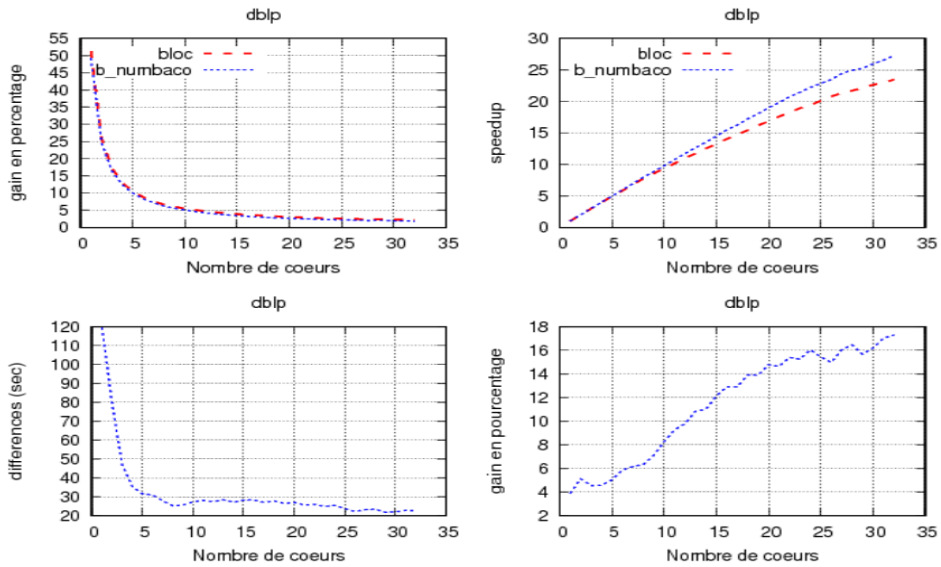 dblp
gain en percentage
55
50
45
40
35
30
25
20
15
10
5
0
bloc
b_numbaco
0 5 10 15 20 25 30 35
Nombre de coeurs
dblp
speedup
30
25
20
15
10
5
0
bloc
b_numbaco
0 5 10 15 20 25 30 35
Nombre de coeurs
dblp
differences (sec)
120
110
100
90
80
70
60
50
40
30
20
0 5 10 15 20 25 30 35
Nombre de coeurs
dblp
gain en pourcentage
18
16
14
12
10
8
6
4
2
0 5 10 15 20 25 30 35
Nombre de coeurs